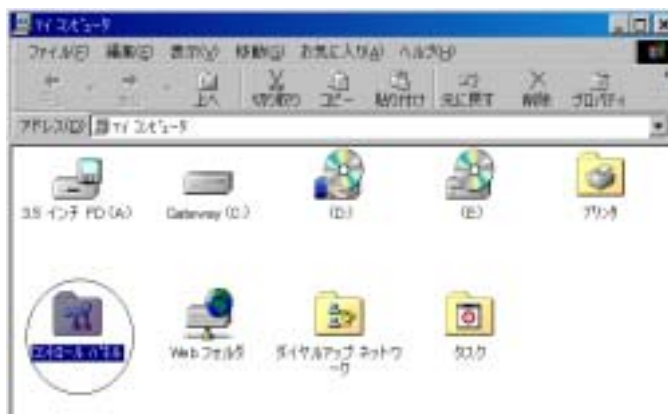 マイ コンピュータ
ファイル(F) 編集(E) 表示(V) 移動(G) お気に入り(A) ヘルプ(H)
上へ 切り取り コピー 貼り付け 元に戻す 削除 プロパティ
アドレス(D) マイ コンピュータ
3.5 インチ FD (A:)
Gateway (C:)
(D:)
(E:)
プリンタ
コントロール パネル
Web フォルダ
ダイヤルアップ ネットワ
ーク
タスク